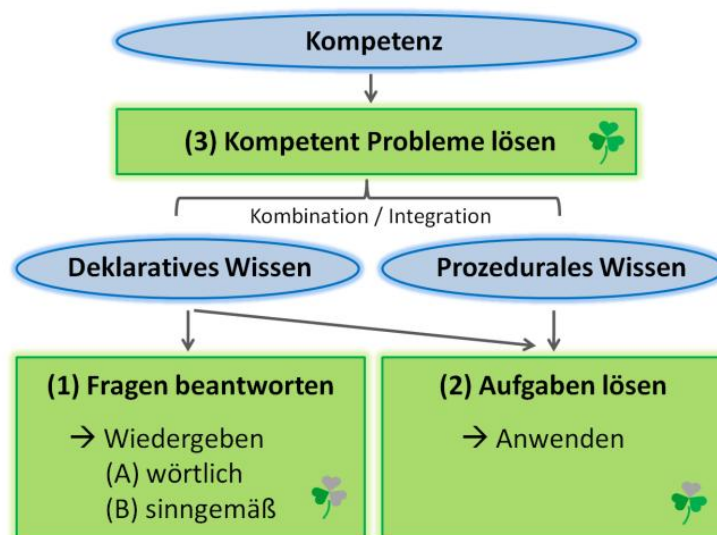 Kompetenz
(3) Kompetent Probleme lösen
Kombination / Integration
Deklaratives Wissen
Prozedurales Wissen
(1) Fragen beantworten
→ Wiedergeben
(A) wörtlich
(B) sinngemäß
(2) Aufgaben lösen
→ Anwenden